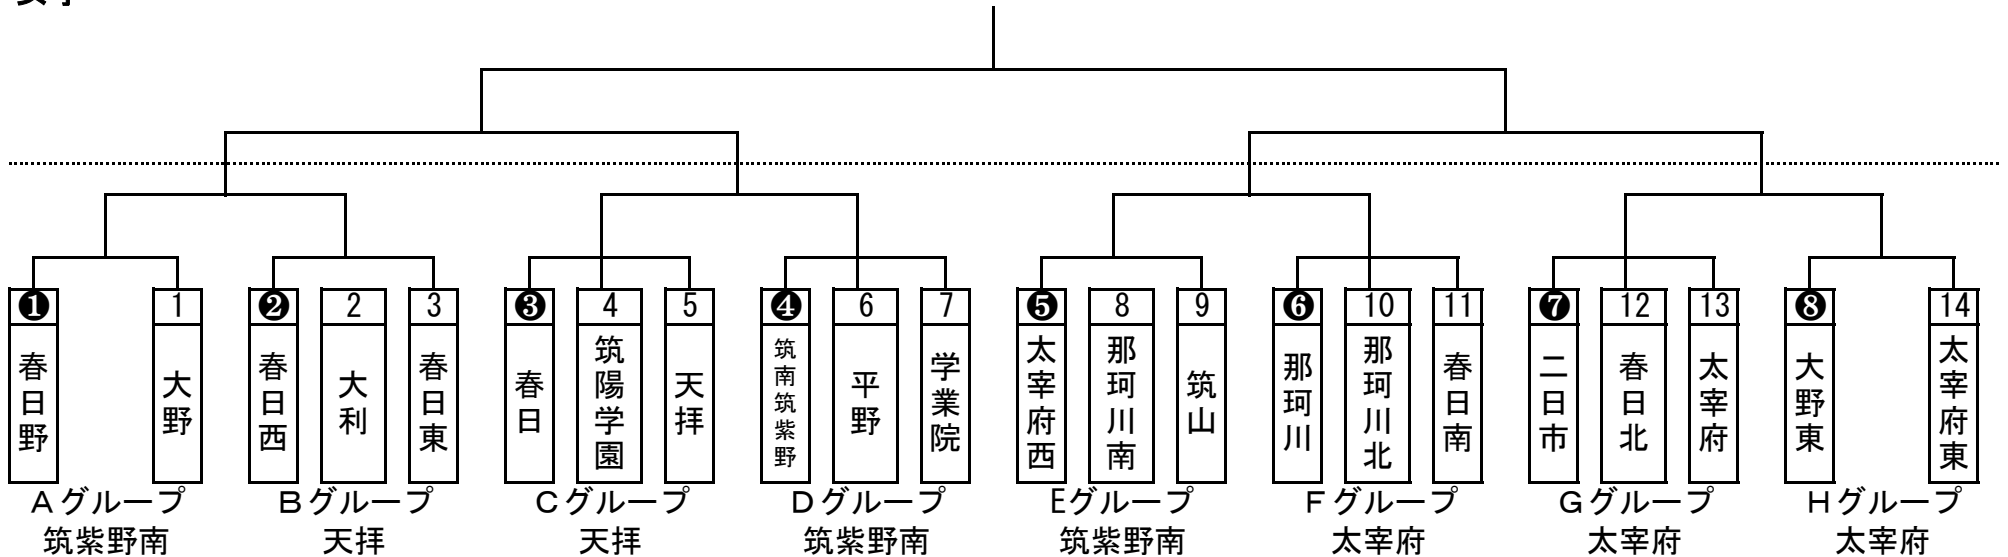 ❶ 1 ❷ 2 3 ❸ 4 5 ❹ 6 7 ❺ 8 9 ❻ 10 11 ❼ 12 13 ❽ 14
春日野 大野 春日西 大利 春日東 春日 筑陽学園 天拝 筑南筑紫野 平野 学業院 太宰府西 那珂川南 筑山 那珂川 那珂川北 春日南 二日市 春日北 太宰府 大野東 太宰府東
Aグループ Bグループ Cグループ Dグループ Eグループ Fグループ Gグループ Hグループ
筑紫野南 天拝 天拝 筑紫野南 筑紫野南 太宰府 太宰府 太宰府